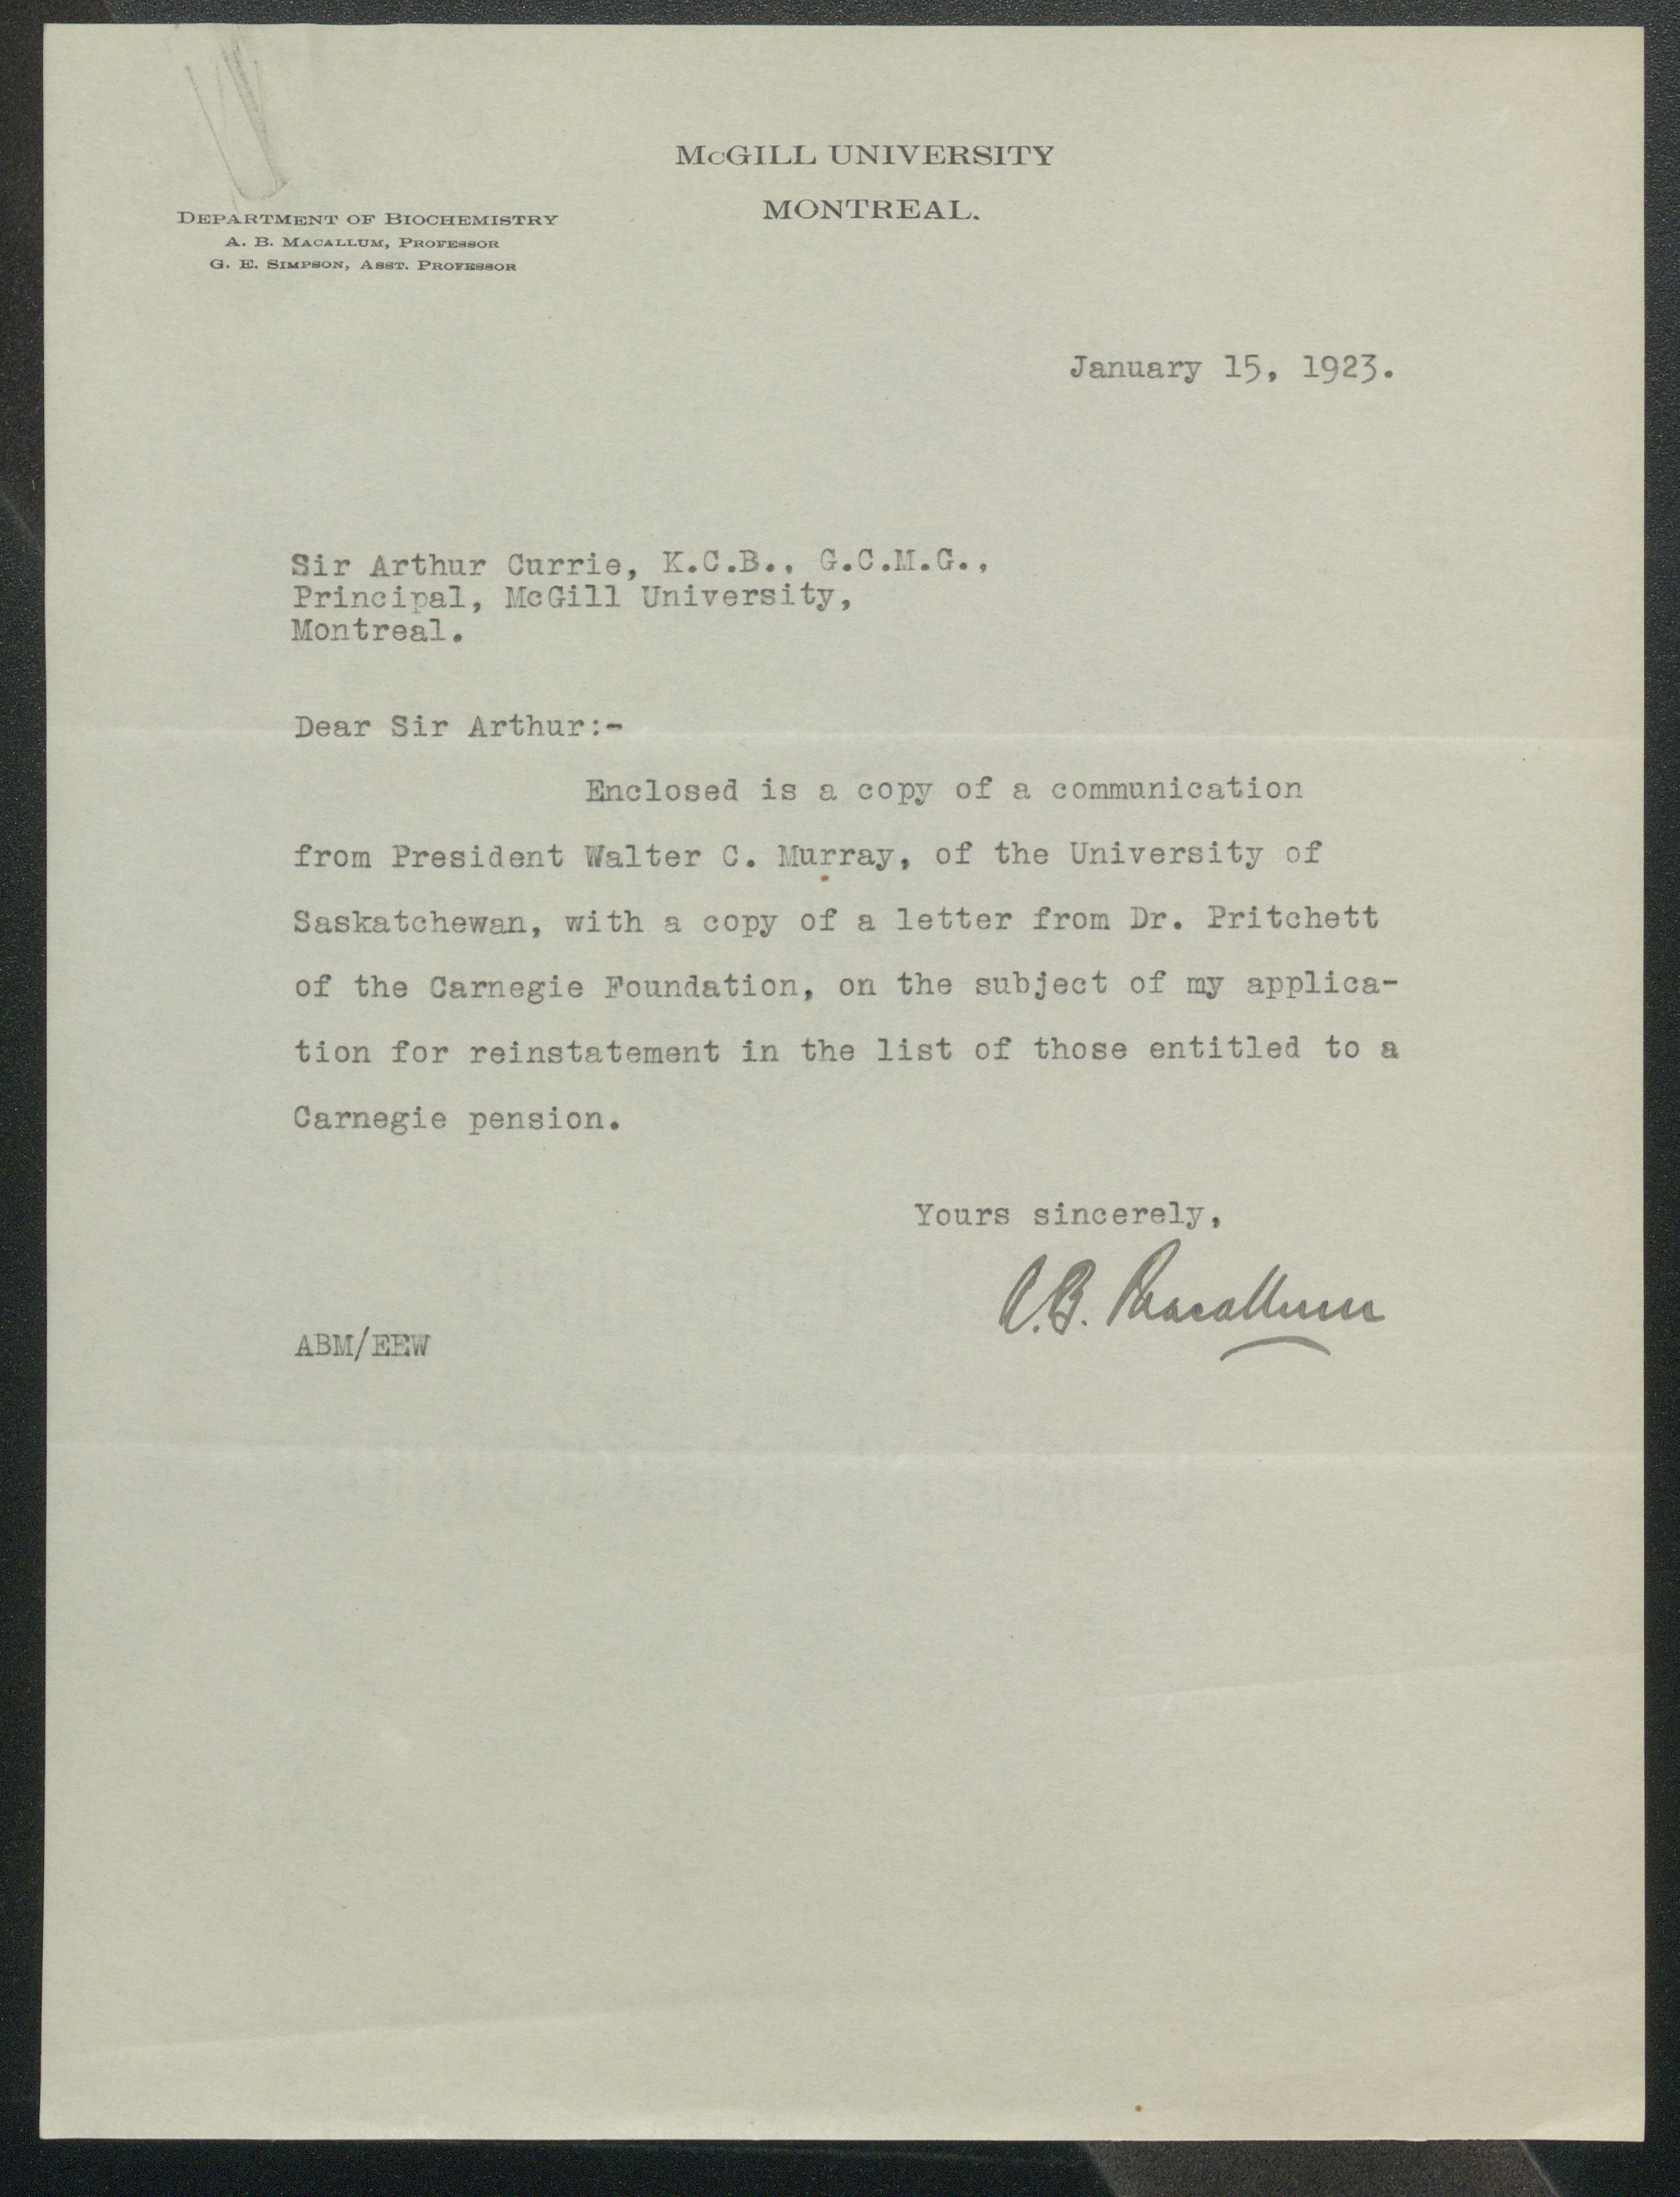 McGILL UNIVERSITY
MONTREAL.
DEPARTMENT OF BIOCHEMISTRY
A. B. MACALLUM, PROFESSOR
G. E. SIMPSON, ASST. PROFESSOR
January 15, 1923.
Sir Arthur Currie, K.C.B., G.C.M.G.,
Principal, McGill University,
Montreal.
Dear Sir Arthur:-
Enclosed is a copy of a communication
from President Walter C. Murray, of the University of
Saskatchewan, with a copy of a letter from Dr. Pritchett
of the Carnegie Foundation, on the subject of my applica-
tion for reinstatement in the list of those entitled to a
Carnegie pension.
Yours sincerely,
A.B. Macallum
ABM/EEW